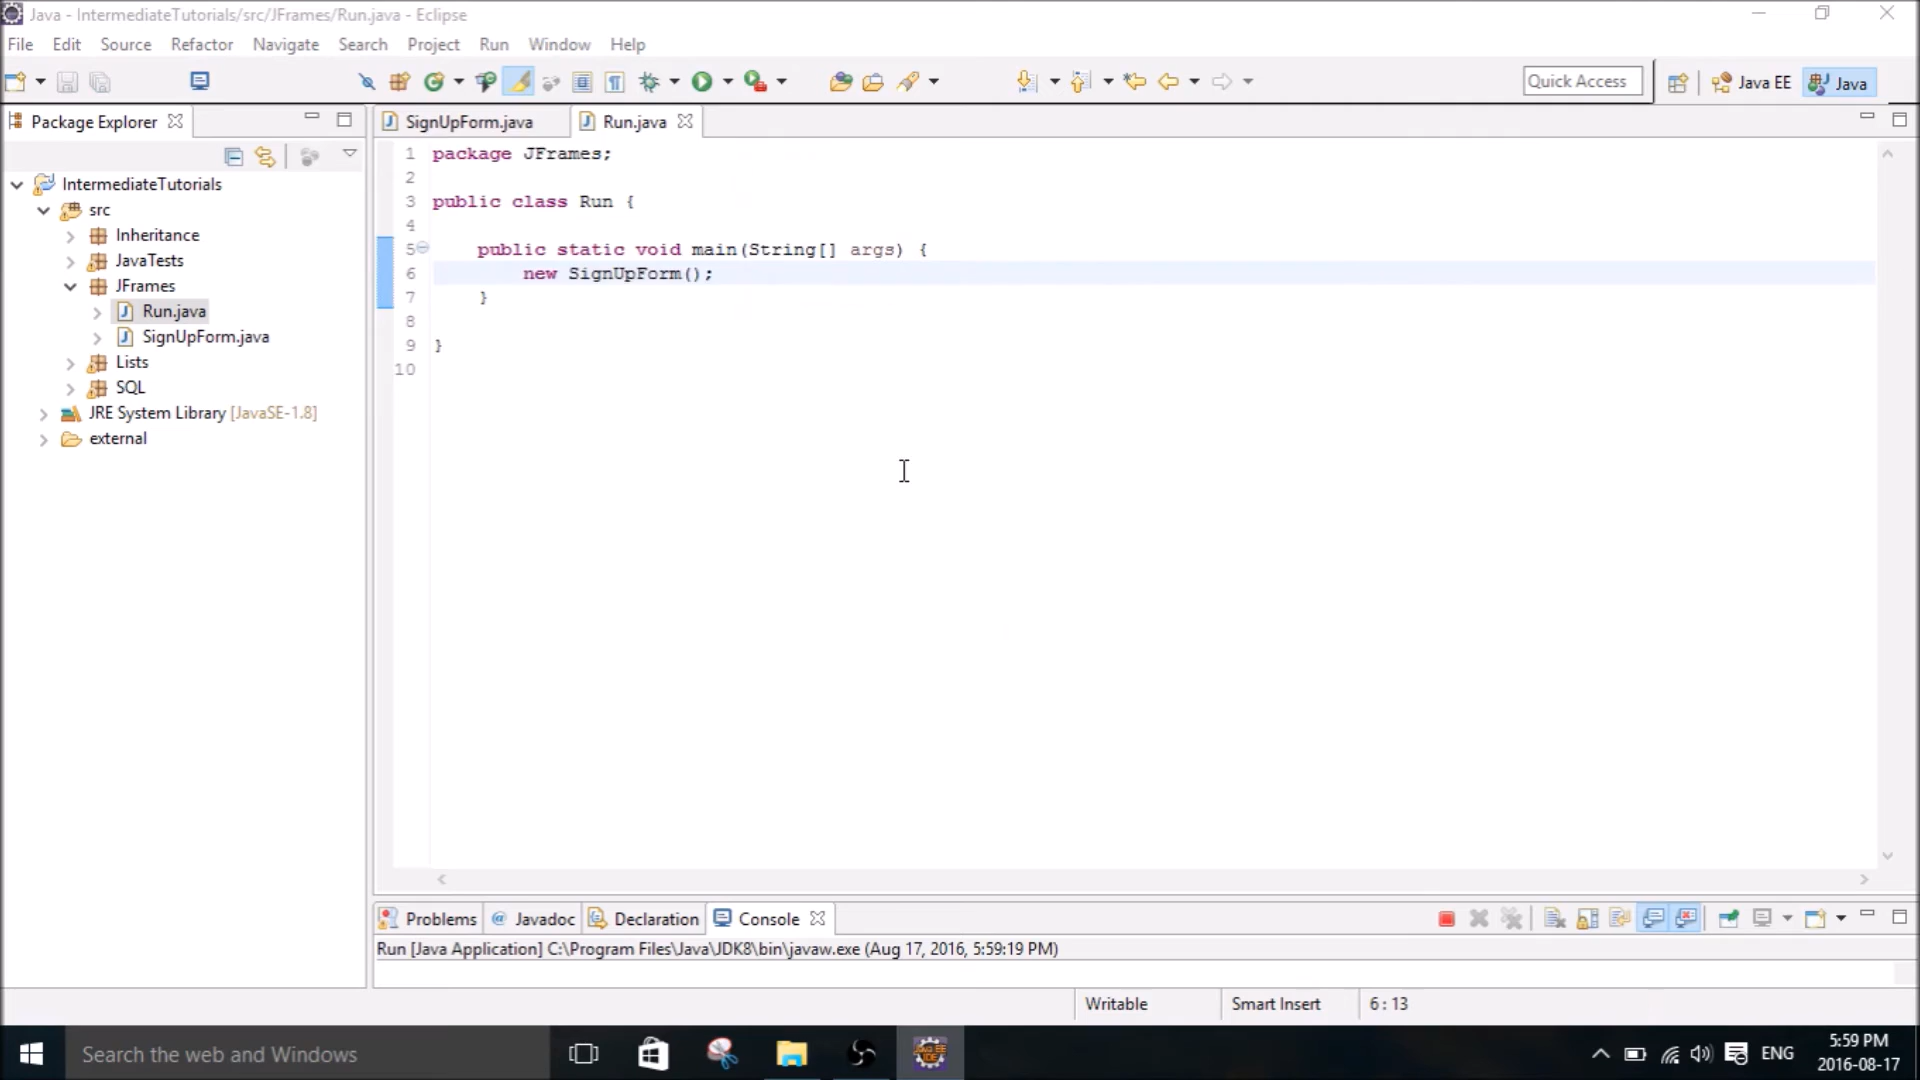 Java - IntermediateTutorials/src/JFrames/Run.java - Eclipse
File Edit Source Refactor Navigate Search Project Run Window Help
Quick Access Java EE Java
Package Explorer
IntermediateTutorials
src
Inheritance
JavaTests
JFrames
Run.java
SignUpForm.java
Lists
SQL
JRE System Library [JavaSE-1.8]
external
SignUpForm.java Run.java
1 package JFrames;
2
3 public class Run {
4
5 public static void main(String[] args) {
6 new SignUpForm();
7 }
8
9 }
10
Problems @ Javadoc Declaration Console
Run [Java Application] C:\Program Files\Java\JDK8\bin\javaw.exe (Aug 17, 2016, 5:59:19 PM)
Writable Smart Insert 6 : 13
Search the web and Windows
ENG
5:59 PM
2016-08-17